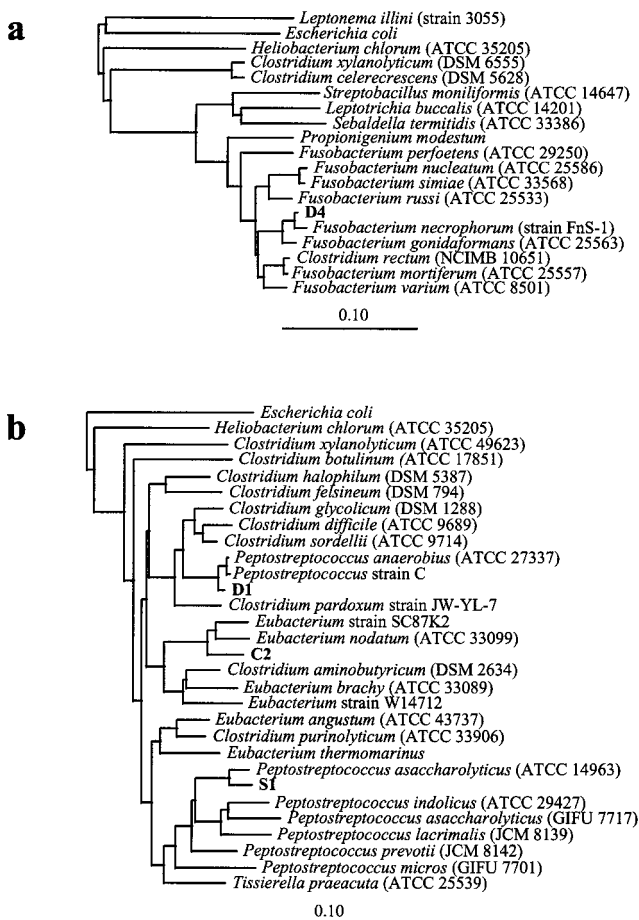 a
Leptonema illini (strain 3055)
Escherichia coli
Heliobacterium chlorum (ATCC 35205)
Clostridium xylanolyticum (DSM 6555)
Clostridium celerecrescens (DSM 5628)
Streptobacillus moniliformis (ATCC 14647)
Leptotrichia buccalis (ATCC 14201)
Sebaldella termitidis (ATCC 33386)
Propionigenium modestum
Fusobacterium perfoetens (ATCC 29250)
Fusobacterium nucleatum (ATCC 25586)
Fusobacterium simiae (ATCC 33568)
Fusobacterium russi (ATCC 25533)
D4
Fusobacterium necrophorum (strain FnS-1)
Fusobacterium gonidaformans (ATCC 25563)
Clostridium rectum (NCIMB 10651)
Fusobacterium mortiferum (ATCC 25557)
Fusobacterium varium (ATCC 8501)
0.10
b
Escherichia coli
Heliobacterium chlorum (ATCC 35205)
Clostridium xylanolyticum (ATCC 49623)
Clostridium botulinum (ATCC 17851)
Clostridium halophilum (DSM 5387)
Clostridium felsineum (DSM 794)
Clostridium glycolicum (DSM 1288)
Clostridium difficile (ATCC 9689)
Clostridium sordellii (ATCC 9714)
Peptostreptococcus anaerobius (ATCC 27337)
Peptostreptococcus strain C
D1
Clostridium pardoxum strain JW-YL-7
Eubacterium strain SC87K2
Eubacterium nodatum (ATCC 33099)
C2
Clostridium aminobutyricum (DSM 2634)
Eubacterium brachy (ATCC 33089)
Eubacterium strain W14712
Eubacterium angustum (ATCC 43737)
Clostridium purinolyticum (ATCC 33906)
Eubacterium thermomarinus
Peptostreptococcus asaccharolyticus (ATCC 14963)
S1
Peptostreptococcus indolicus (ATCC 29427)
Peptostreptococcus asaccharolyticus (GIFU 7717)
Peptostreptococcus lacrimalis (JCM 8139)
Peptostreptococcus prevotii (JCM 8142)
Peptostreptococcus micros (GIFU 7701)
Tissierella praeacuta (ATCC 25539)
0.10